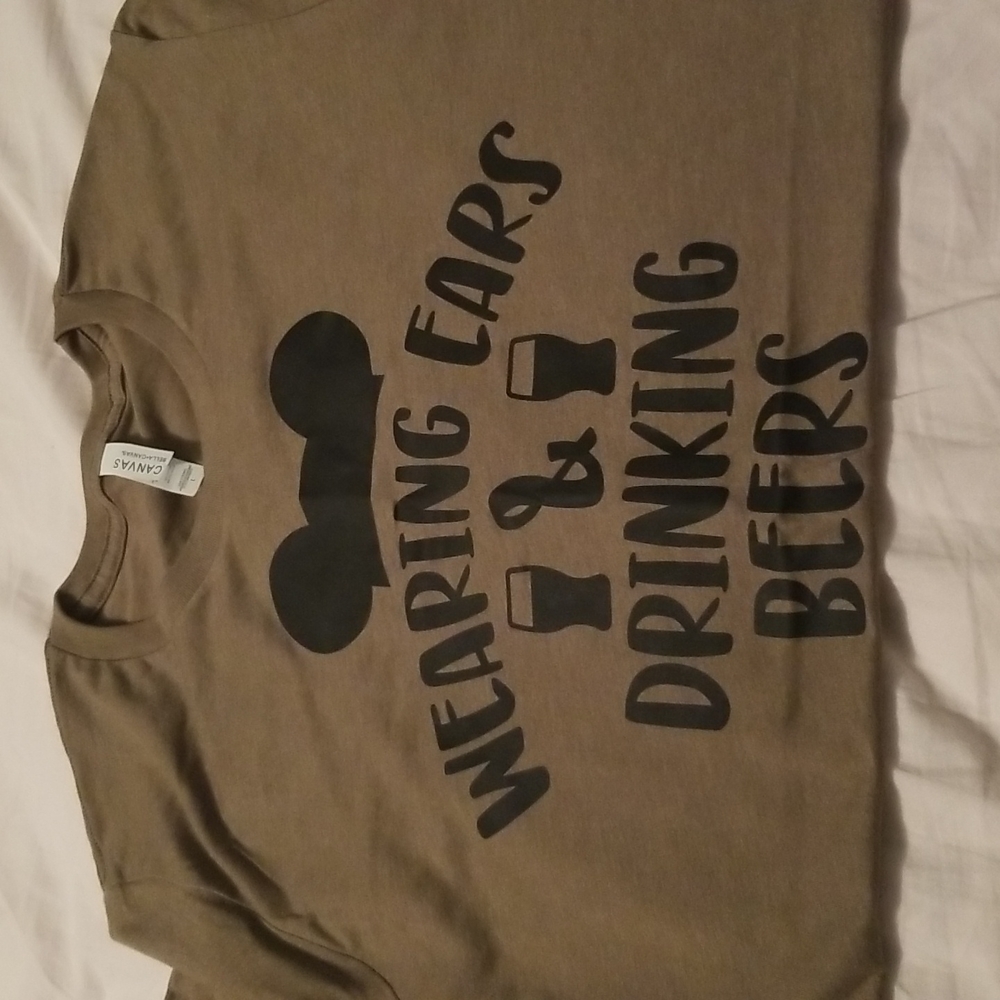 CANVAS
BELLA+CANVAS.
WEARING EARS
&
DRINKING
BEERS